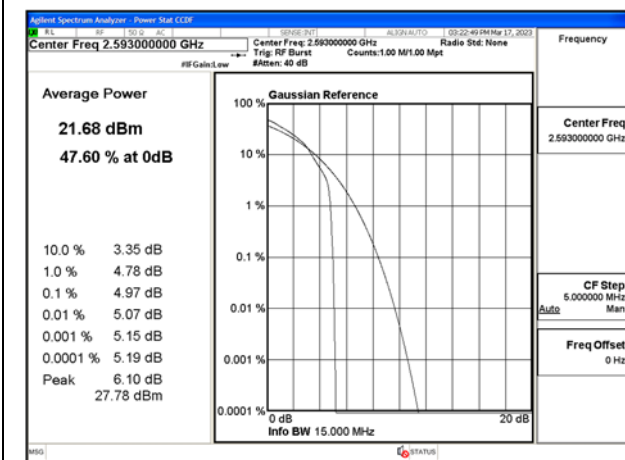 Agilent Spectrum Analyzer - Power Stat CCDF
RL RF 50 Ω AC SENSE:INT ALIGN AUTO 03:22:49 PM Mar 17, 2023
Center Freq 2.593000000 GHz
Center Freq: 2.593000000 GHz Radio Std: None
Trig: RF Burst Counts:1.00 M/1.00 Mpt
#IFGain:Low #Atten: 40 dB
Frequency
Average Power
21.68 dBm
47.60 % at 0dB
10.0 % 3.35 dB
1.0 % 4.78 dB
0.1 % 4.97 dB
0.01 % 5.07 dB
0.001 % 5.15 dB
0.0001 % 5.19 dB
Peak 6.10 dB
27.78 dBm
Gaussian Reference
100 %
10 %
1 %
0.1 %
0.01 %
0.001 %
0.0001 %
0 dB 20 dB
Info BW 15.000 MHz
Center Freq
2.593000000 GHz
CF Step
5.000000 MHz
Auto Man
Freq Offset
0 Hz
MSG STATUS